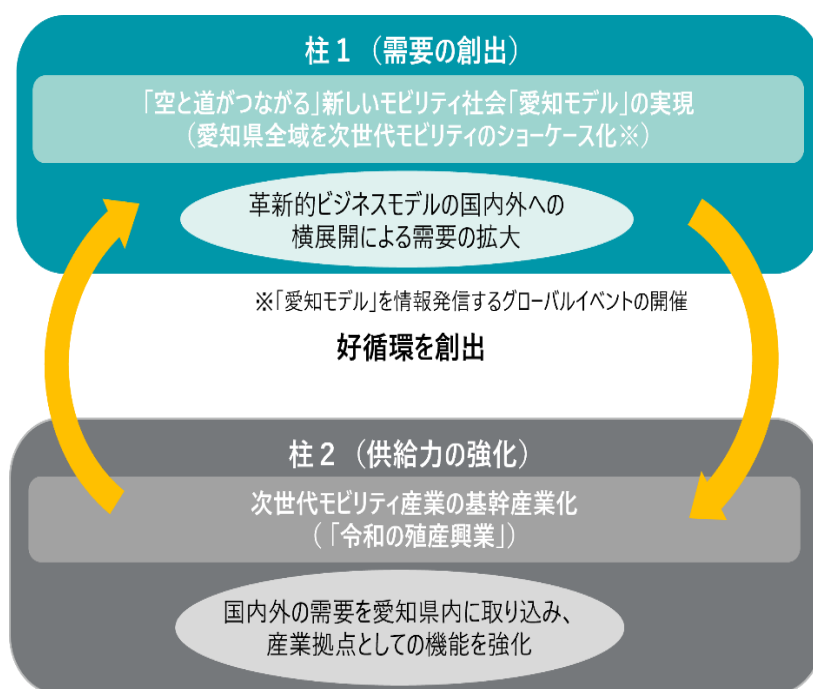 柱１（需要の創出）
「空と道がつながる」新しいモビリティ社会「愛知モデル」の実現
（愛知県全域を次世代モビリティのショーケース化※）
革新的ビジネスモデルの国内外への
横展開による需要の拡大
※「愛知モデル」を情報発信するグローバルイベントの開催
好循環を創出
柱２（供給力の強化）
次世代モビリティ産業の基幹産業化
（「令和の殖産興業」）
国内外の需要を愛知県内に取り込み、
産業拠点としての機能を強化